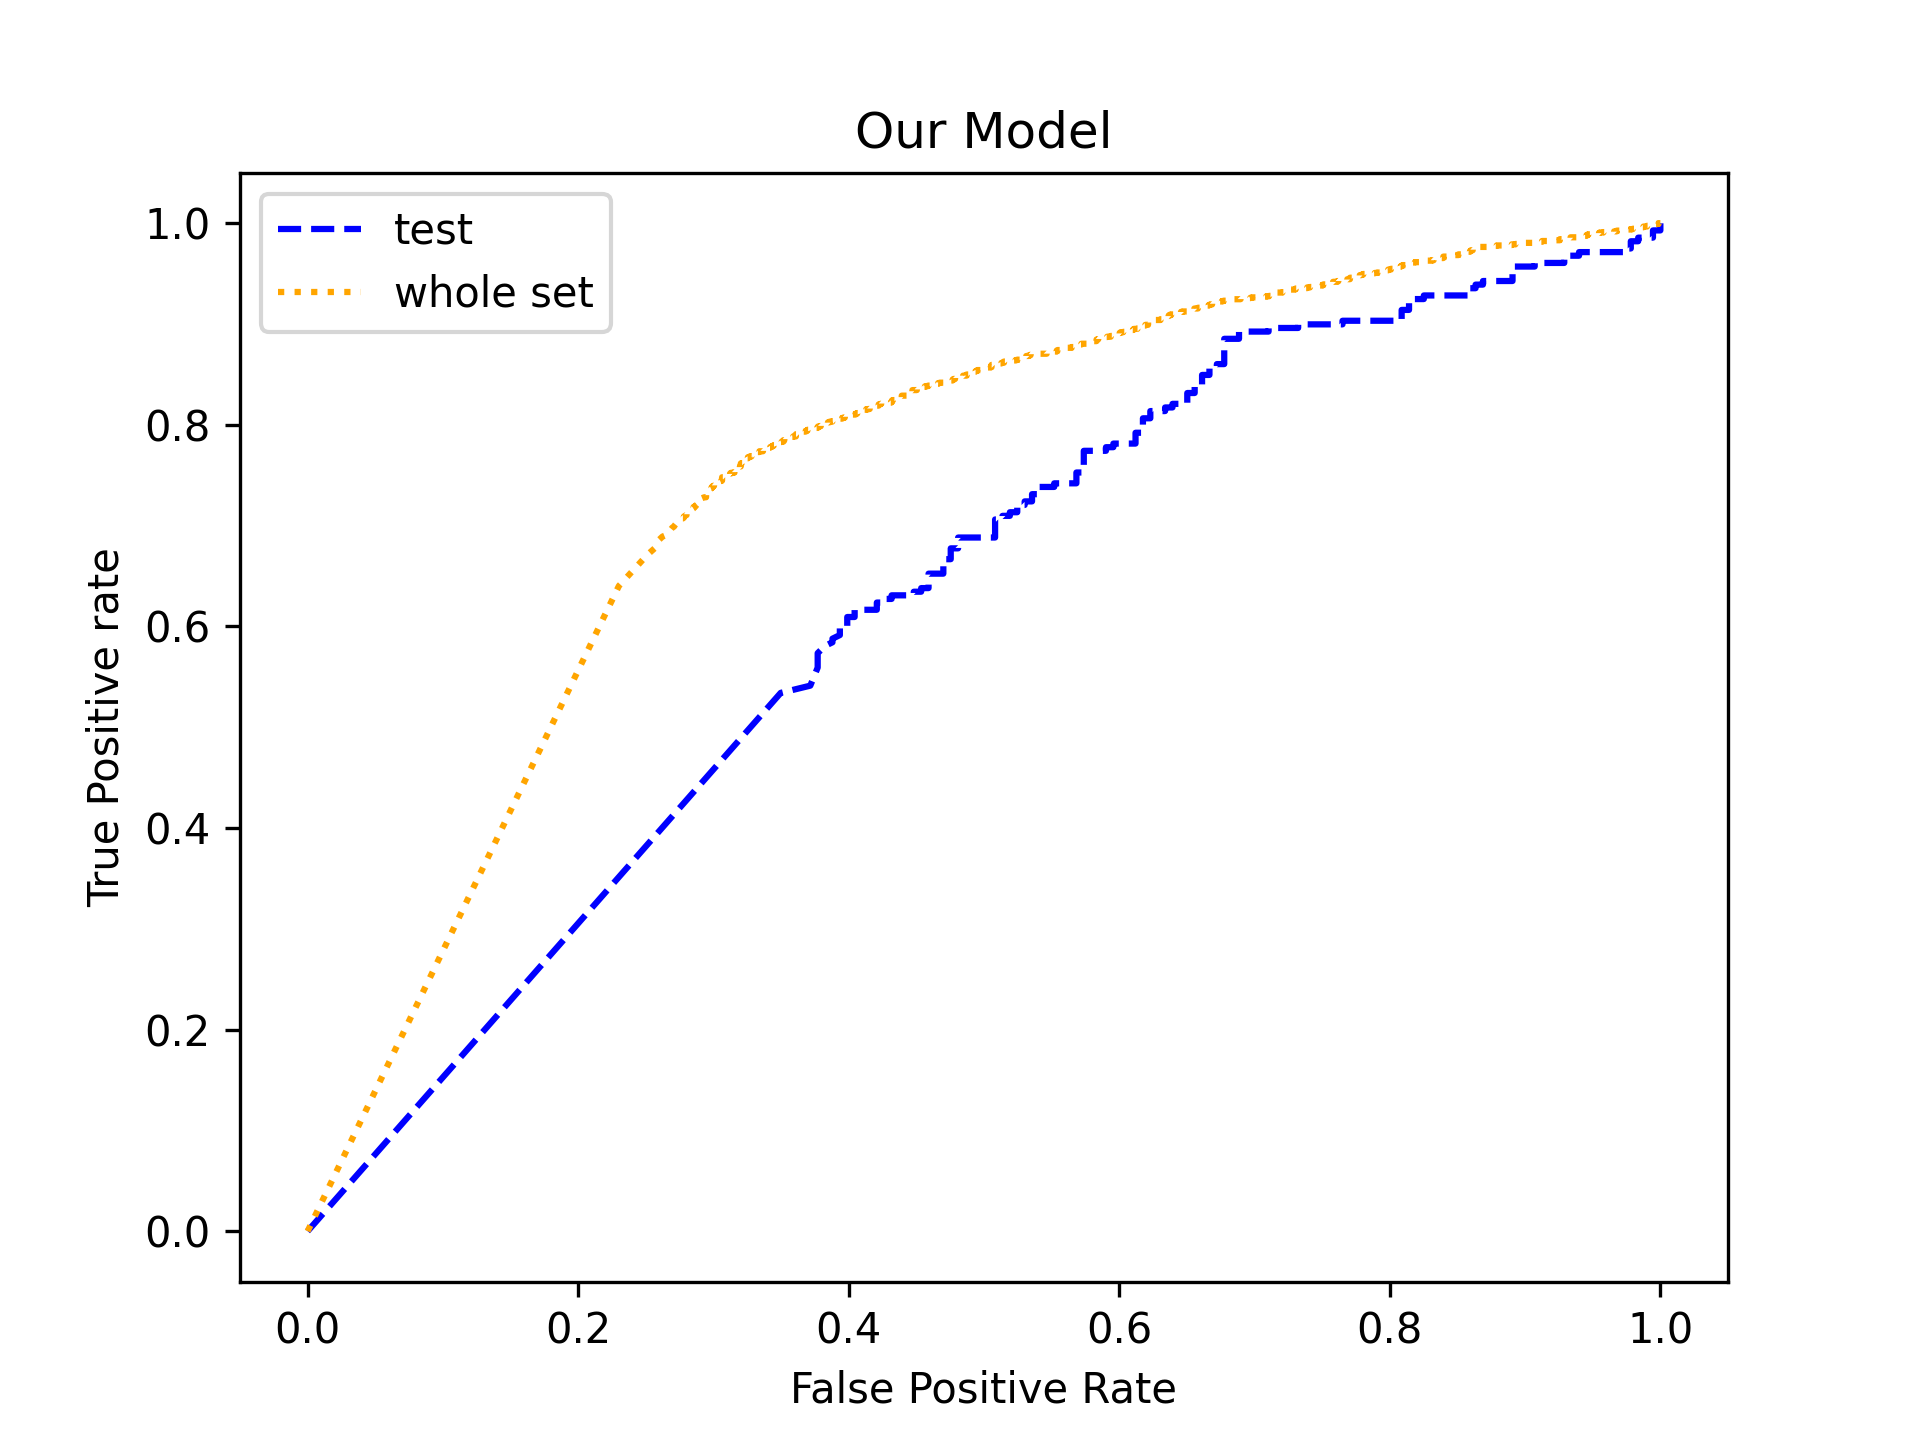 Our Model
test
whole set
True Positive rate
1.0
0.8
0.6
0.4
0.2
0.0
0.0 0.2 0.4 0.6 0.8 1.0
False Positive Rate